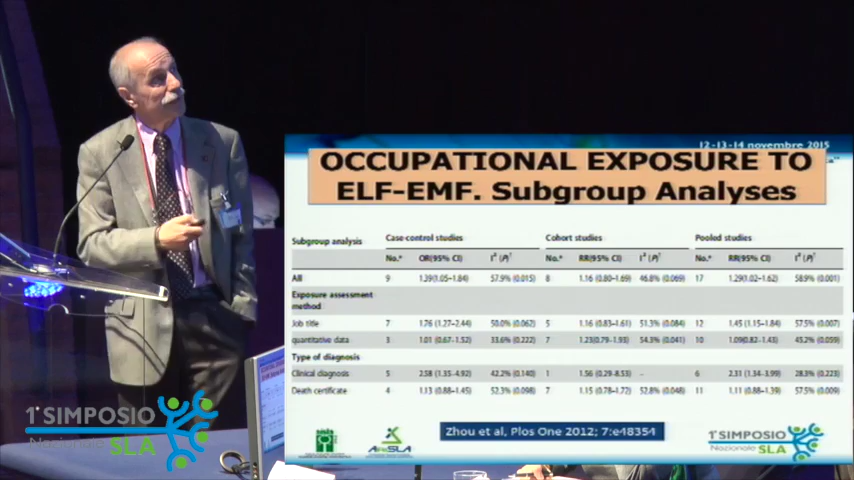 12-13-14 novembre 2015
OCCUPATIONAL EXPOSURE TO
ELF-EMF. Subgroup Analyses
Subgroup analysis Case-control studies Cohort studies Pooled studies
No.* OR(95% CI) I² (P)† No.* RR(95% CI) I² (P)† No.* RR(95% CI) I² (P)†
All 9 1.39(1.05–1.84) 57.9% (0.015) 8 1.16 (0.80–1.69) 46.8% (0.069) 17 1.29(1.02–1.62) 58.9% (0.001)
Exposure assessment
method
Job title 7 1.76 (1.27–2.44) 50.0% (0.062) 5 1.16 (0.83–1.61) 51.3% (0.084) 12 1.45 (1.15–1.84) 57.5% (0.007)
quantitative data 3 1.01 (0.67–1.52) 33.6% (0.222) 7 1.23(0.79–1.93) 54.3% (0.041) 10 1.09(0.82–1.43) 45.2% (0.059)
Type of diagnosis
Clinical diagnosis 5 2.58 (1.35–4.92) 42.2% (0.140) 1 1.56 (0.29–8.53) - 6 2.31 (1.34–3.99) 28.3% (0.223)
Death certificate 4 1.13 (0.88–1.45) 52.3% (0.098) 7 1.15 (0.78–1.72) 52.8% (0.048) 11 1.11 (0.88–1.39) 57.5% (0.009)
Zhou et al, Plos One 2012; 7:e48354
AriSLA
1°SIMPOSIO
Nazionale SLA
1°SIMPOSIO
Nazionale SLA